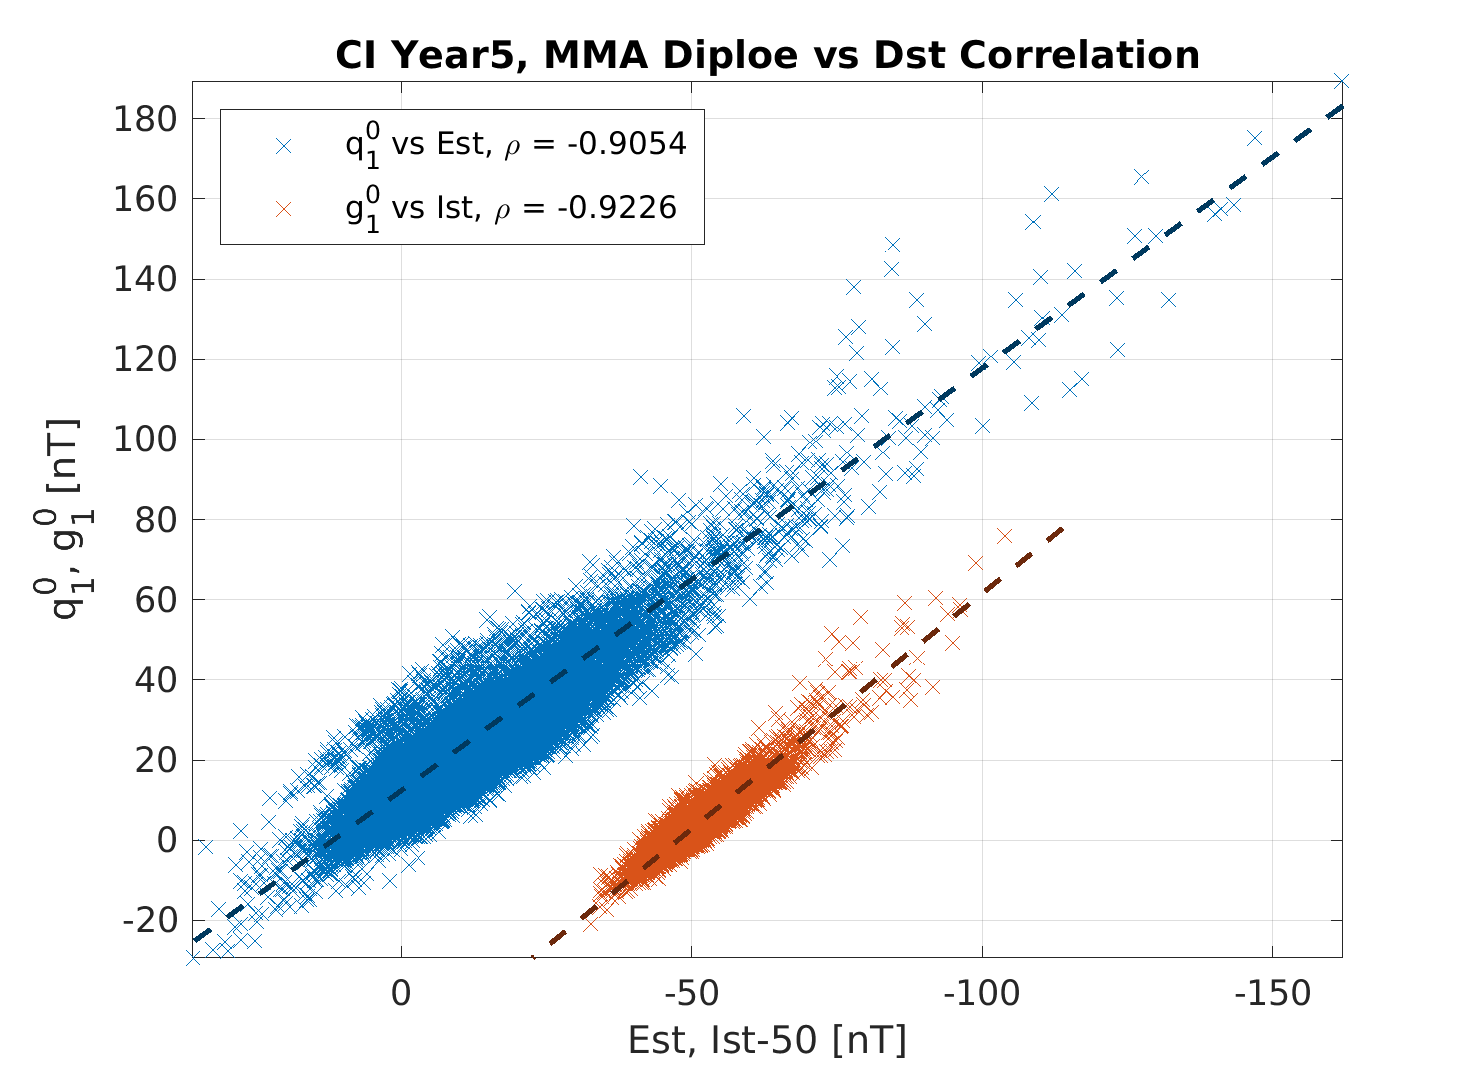 CI Year5, MMA Diploe vs Dst Correlation
q₁⁰ vs Est, ρ = -0.9054
g₁⁰ vs Ist, ρ = -0.9226
180
160
140
120
100
80
60
40
20
0
-20
q₁⁰, g₁⁰ [nT]
0 -50 -100 -150
Est, Ist-50 [nT]